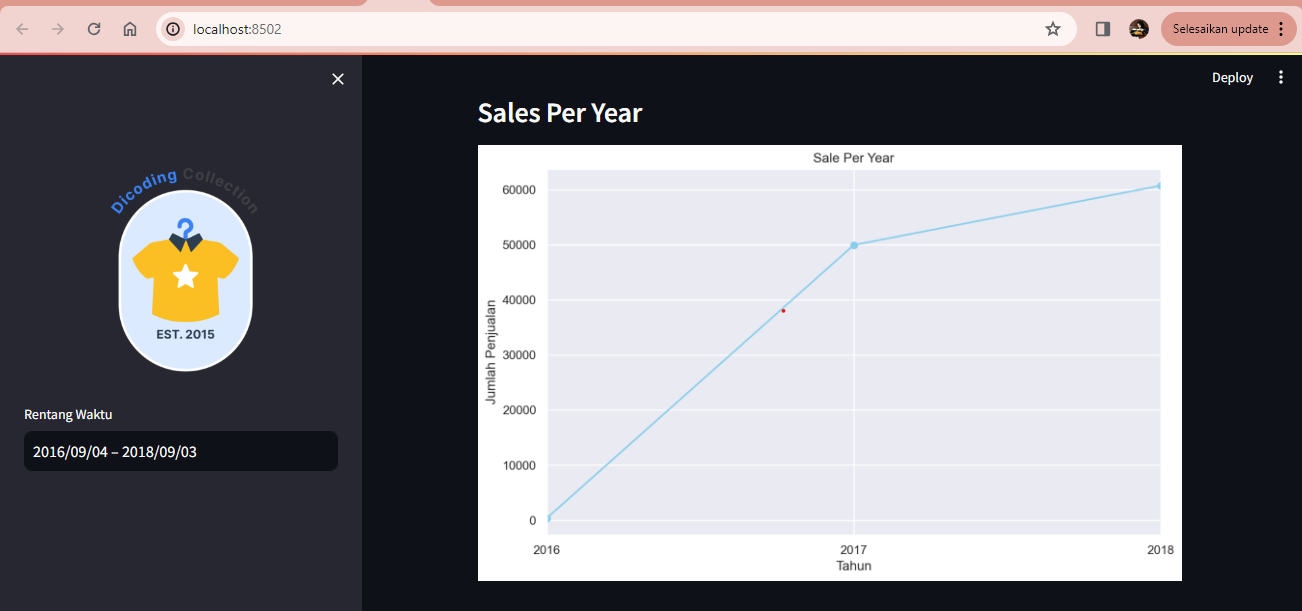 localhost:8502
Selesaikan update
Deploy
Dicoding Collection
EST. 2015
Rentang Waktu
2016/09/04 – 2018/09/03
Sales Per Year
Sale Per Year
60000
50000
40000
30000
20000
10000
0
Jumlah Penjualan
2016
2017
2018
Tahun